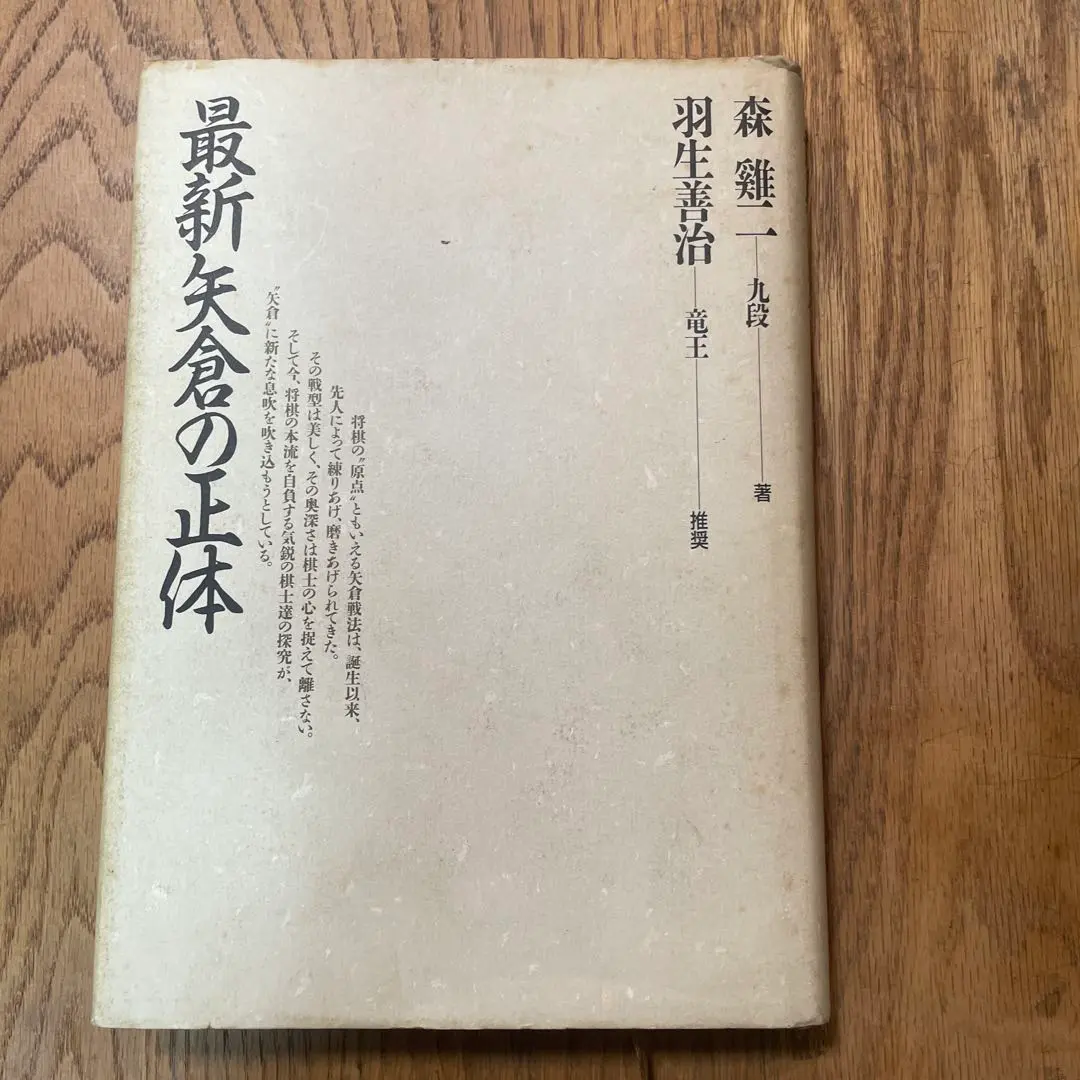 森 雞二――九段――著
羽生善治――竜王――推奨
将棋の〝原点〟ともいえる矢倉戦法は、誕生以来、
先人によって練りあげ、磨きあげられてきた。
その戦型は美しく、その奥深さは棋士の心を捉えて離さない。
そして今、将棋の本流を自負する気鋭の棋士達の探究が、
〝矢倉〟に新たな息吹を吹き込もうとしている。
最新矢倉の正体